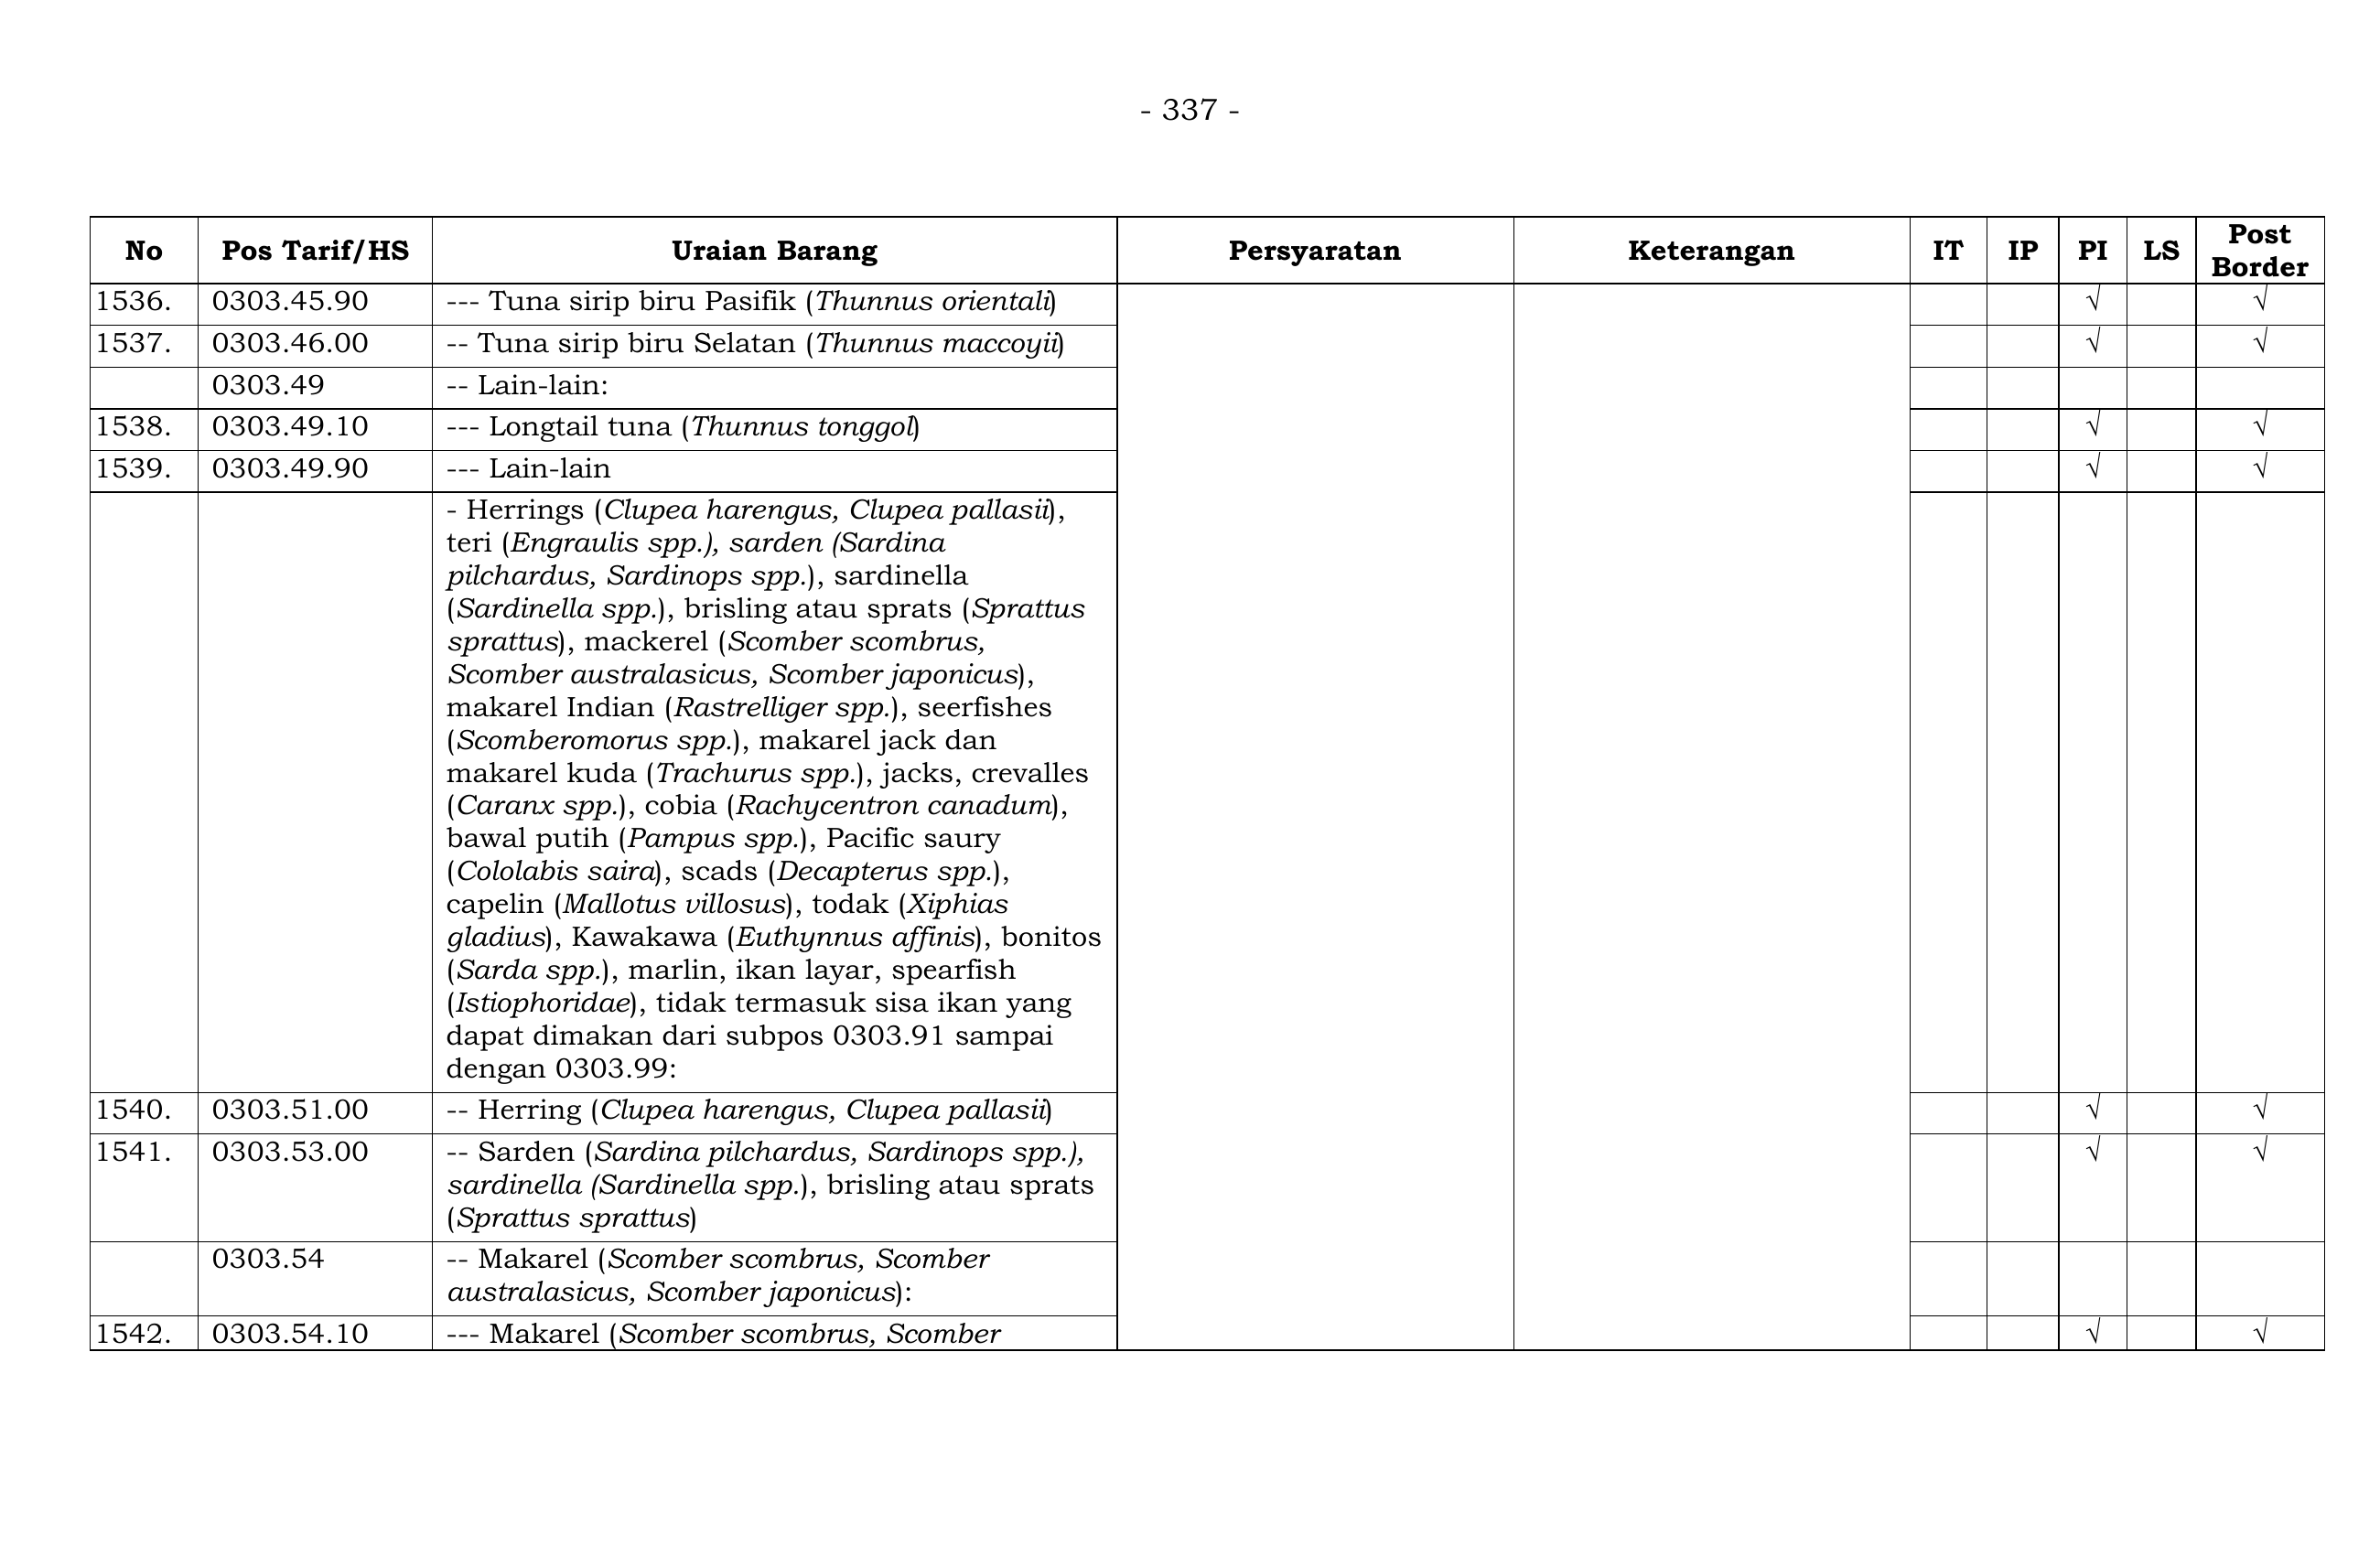 - 337 -
No Pos Tarif/HS Uraian Barang Persyaratan Keterangan IT IP PI LS Post Border
1536. 0303.45.90 --- Tuna sirip biru Pasifik (Thunnus orientali) √ √
1537. 0303.46.00 -- Tuna sirip biru Selatan (Thunnus maccoyii) √ √
0303.49 -- Lain-lain:
1538. 0303.49.10 --- Longtail tuna (Thunnus tonggol) √ √
1539. 0303.49.90 --- Lain-lain √ √
- Herrings (Clupea harengus, Clupea pallasii),
teri (Engraulis spp.), sarden (Sardina
pilchardus, Sardinops spp.), sardinella
(Sardinella spp.), brisling atau sprats (Sprattus
sprattus), mackerel (Scomber scombrus,
Scomber australasicus, Scomber japonicus),
makarel Indian (Rastrelliger spp.), seerfishes
(Scomberomorus spp.), makarel jack dan
makarel kuda (Trachurus spp.), jacks, crevalles
(Caranx spp.), cobia (Rachycentron canadum),
bawal putih (Pampus spp.), Pacific saury
(Cololabis saira), scads (Decapterus spp.),
capelin (Mallotus villosus), todak (Xiphias
gladius), Kawakawa (Euthynnus affinis), bonitos
(Sarda spp.), marlin, ikan layar, spearfish
(Istiophoridae), tidak termasuk sisa ikan yang
dapat dimakan dari subpos 0303.91 sampai
dengan 0303.99:
1540. 0303.51.00 -- Herring (Clupea harengus, Clupea pallasii) √ √
1541. 0303.53.00 -- Sarden (Sardina pilchardus, Sardinops spp.), √ √
sardinella (Sardinella spp.), brisling atau sprats
(Sprattus sprattus)
0303.54 -- Makarel (Scomber scombrus, Scomber
australasicus, Scomber japonicus):
1542. 0303.54.10 --- Makarel (Scomber scombrus, Scomber √ √